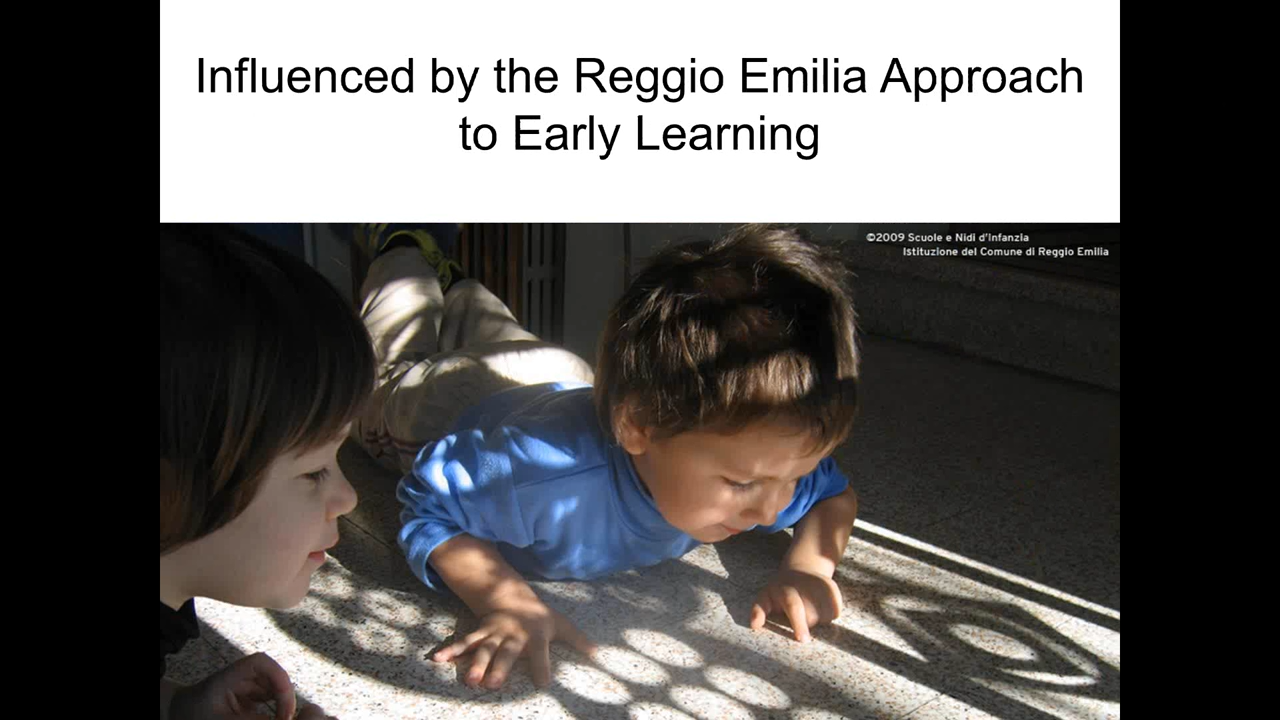 Influenced by the Reggio Emilia Approach
to Early Learning
©2009 Scuole e Nidi d'Infanzia
Istituzione del Comune di Reggio Emilia